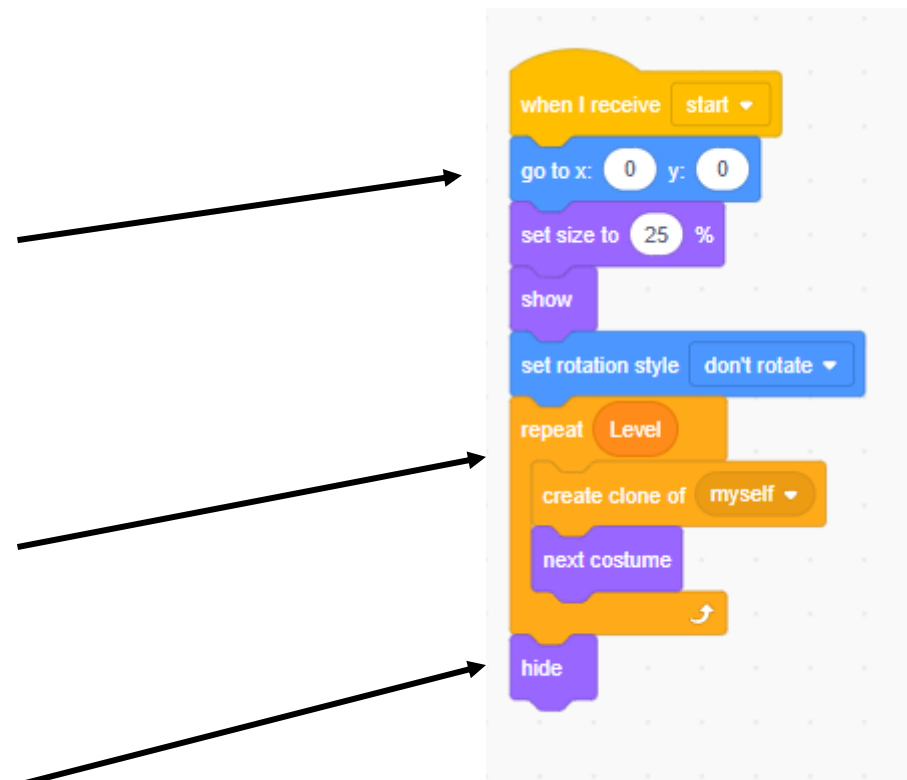 when I receive start
go to x: 0 y: 0
set size to 25 %
show
set rotation style don't rotate
repeat Level
create clone of myself
next costume
hide